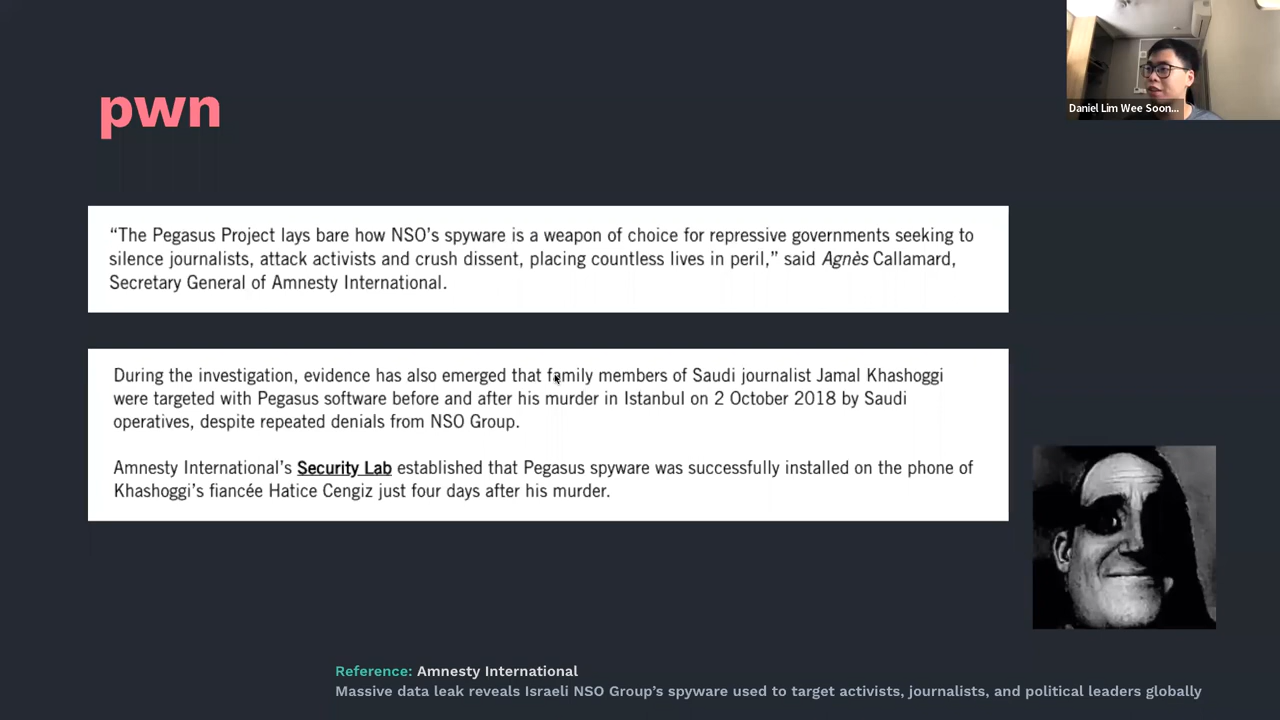 Daniel Lim Wee Soon...
pwn
“The Pegasus Project lays bare how NSO’s spyware is a weapon of choice for repressive governments seeking to
silence journalists, attack activists and crush dissent, placing countless lives in peril,” said Agnès Callamard,
Secretary General of Amnesty International.
During the investigation, evidence has also emerged that family members of Saudi journalist Jamal Khashoggi
were targeted with Pegasus software before and after his murder in Istanbul on 2 October 2018 by Saudi
operatives, despite repeated denials from NSO Group.
Amnesty International’s Security Lab established that Pegasus spyware was successfully installed on the phone of
Khashoggi’s fiancée Hatice Cengiz just four days after his murder.
Reference: Amnesty International
Massive data leak reveals Israeli NSO Group’s spyware used to target activists, journalists, and political leaders globally